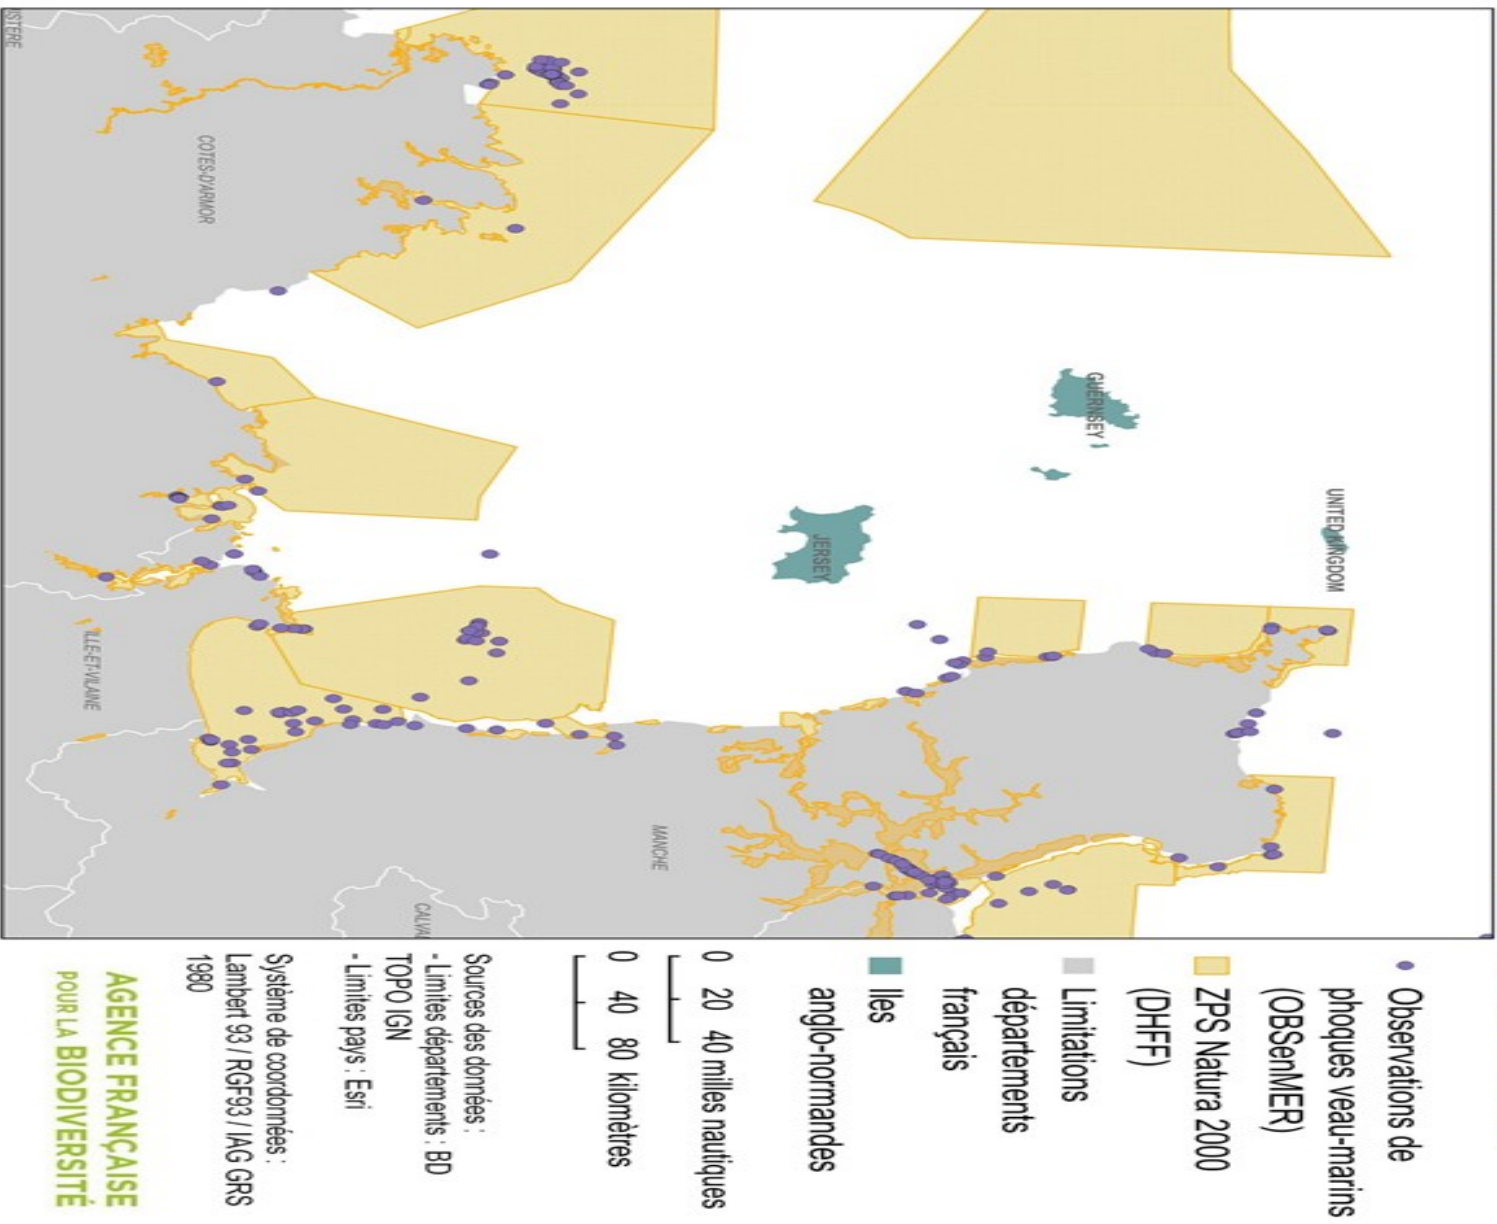 UNITED KINGDOM
GUERNSEY
JERSEY
MANCHE
CALVA
COTES-D'ARMOR
ILLE-ET-VILAINE
ISTERE
Observations de
phoques veau-marins
(OBSenMER)
ZPS Natura 2000
(DHFF)
Limitations
départements
français
Iles
anglo-normandes
0 20 40 milles nautiques
0 40 80 kilomètres
Sources des données :
- Limites départements : BD
TOPO IGN
- Limites pays : Esri
Système de coordonnées :
Lambert 93 / RGF93 / IAG GRS
1980
AGENCE FRANÇAISE
POUR LA BIODIVERSITÉ